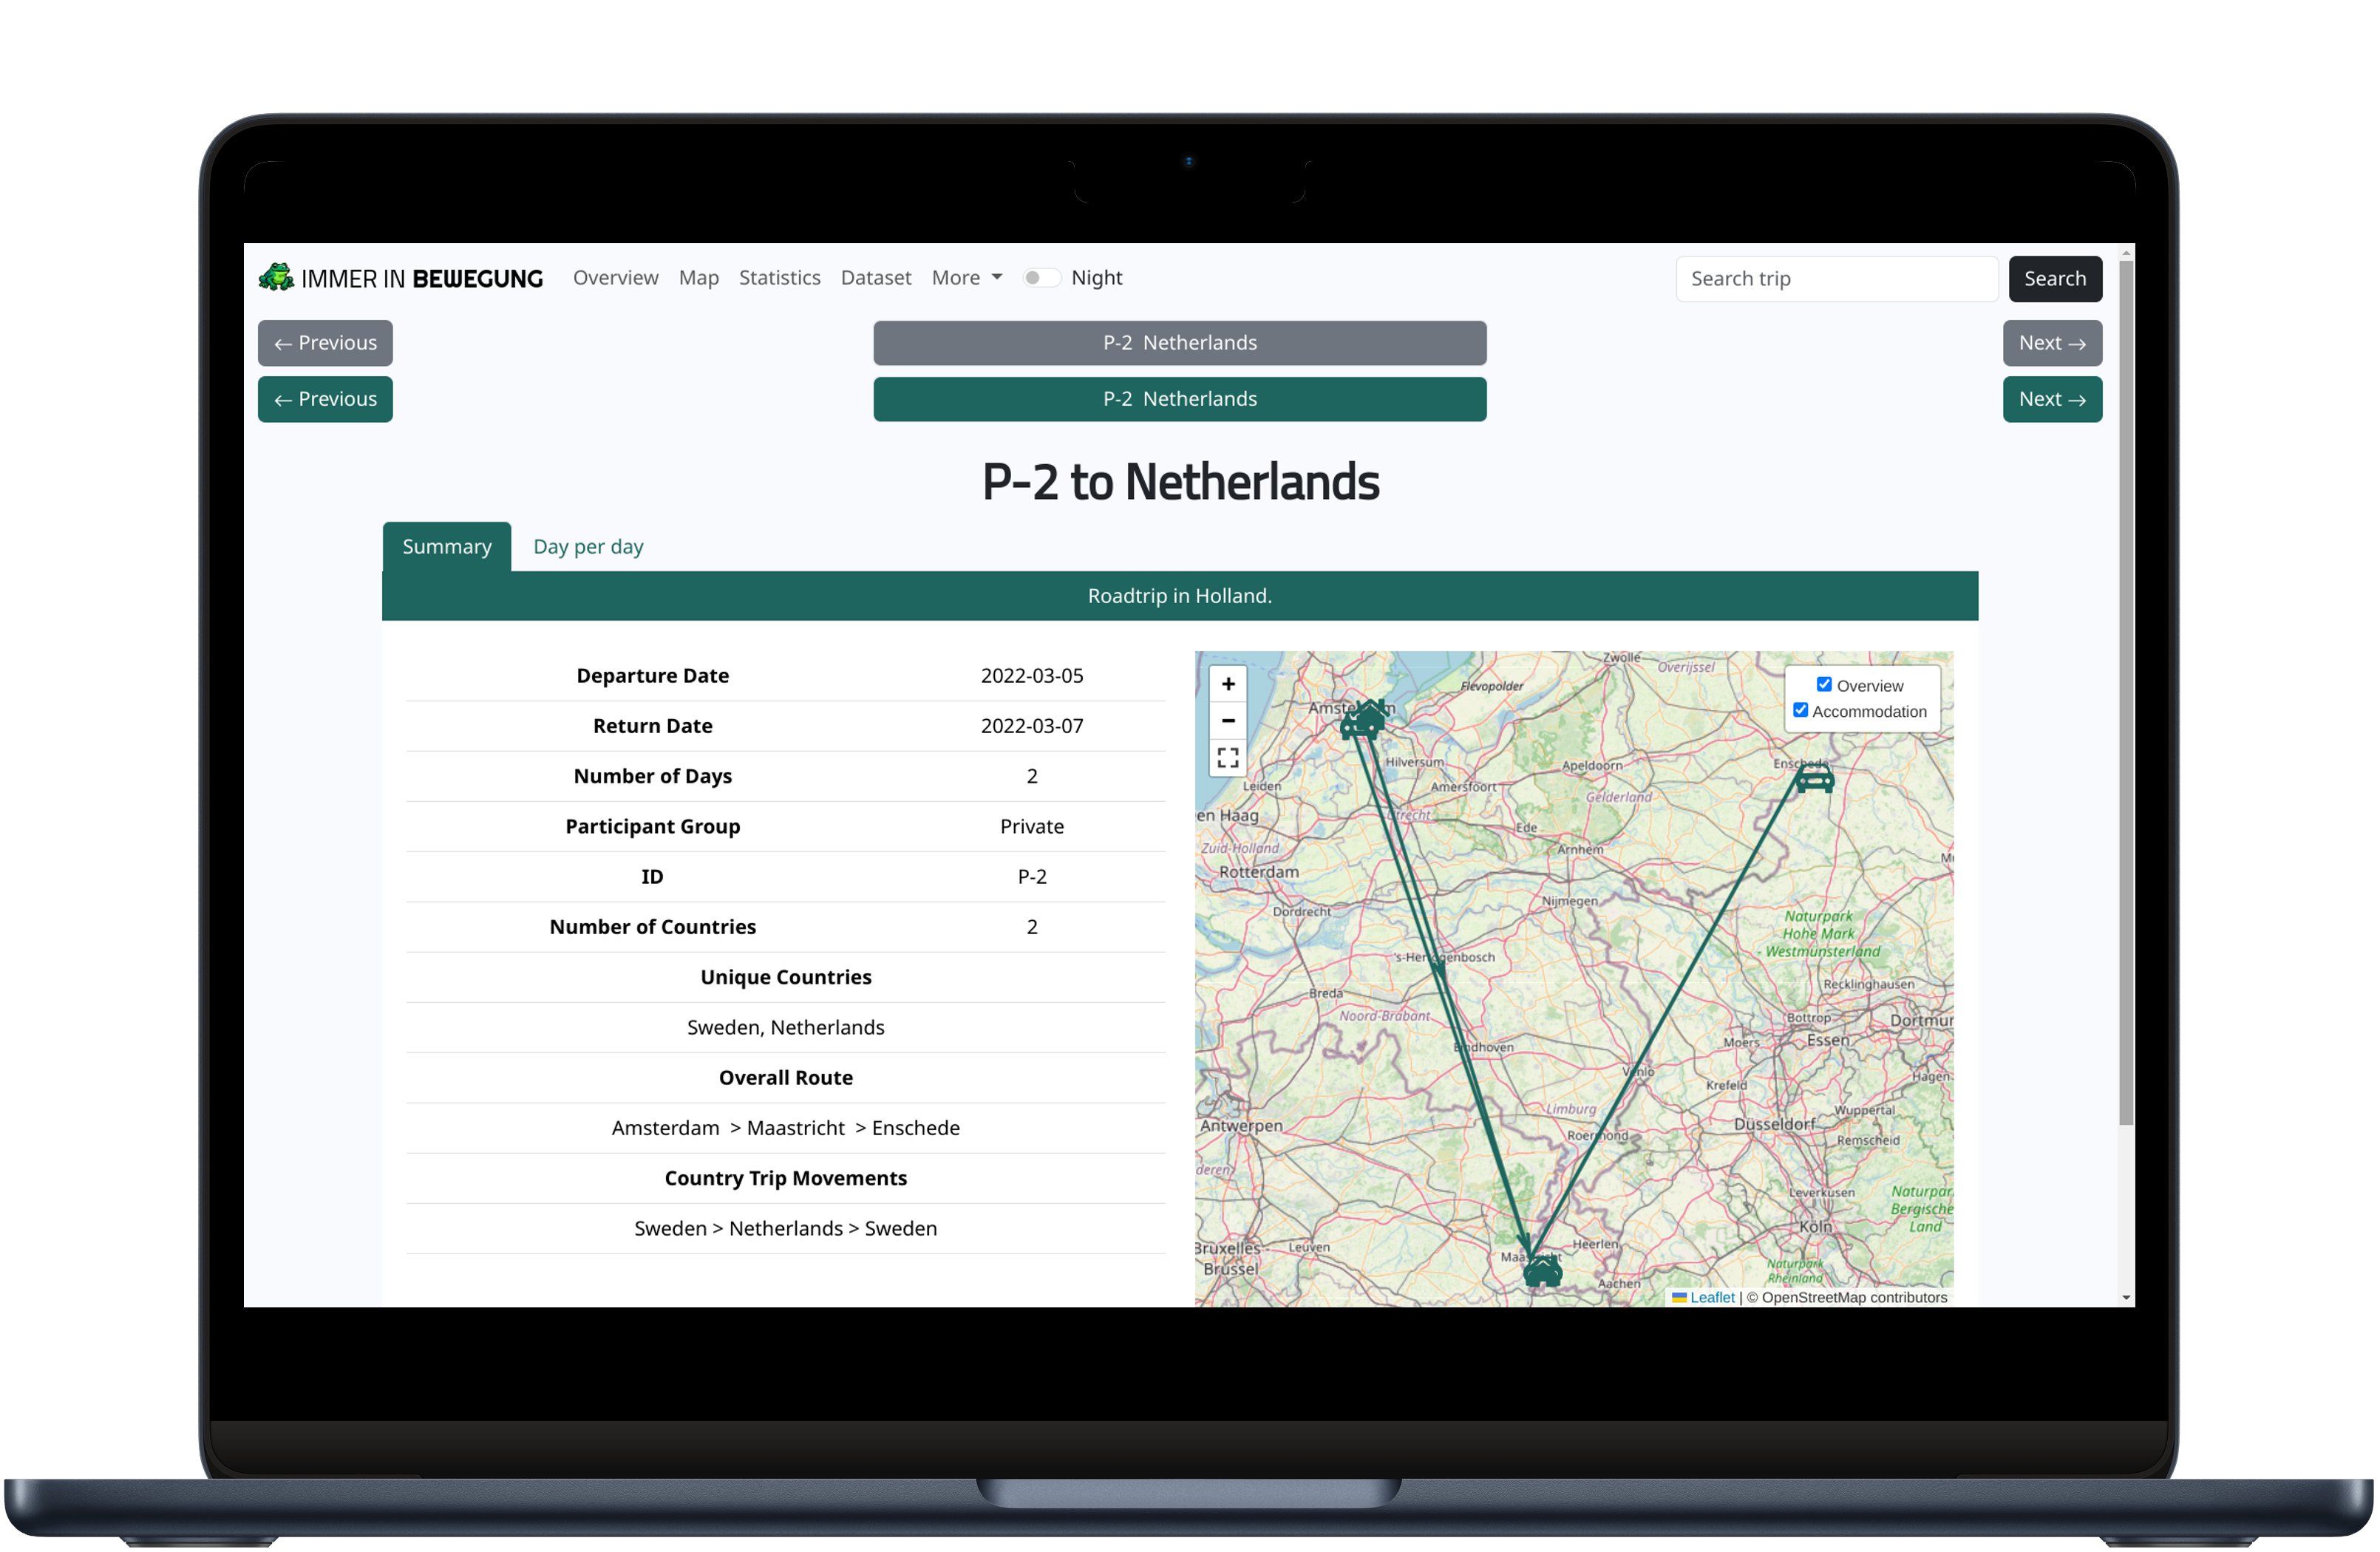 IMMER IN BEWEGUNG Overview Map Statistics Dataset More Night Search trip Search
← Previous P-2 Netherlands Next →
← Previous P-2 Netherlands Next →
P-2 to Netherlands
Summary Day per day
Roadtrip in Holland.
Departure Date 2022-03-05
Return Date 2022-03-07
Number of Days 2
Participant Group Private
ID P-2
Number of Countries 2
Unique Countries
Sweden, Netherlands
Overall Route
Amsterdam > Maastricht > Enschede
Country Trip Movements
Sweden > Netherlands > Sweden
+
−
Overview
Accommodation
Zwolle
Overijssel
Flevopolder
Hilversum
Apeldoorn
Enschede
Leiden
Amersfoort
Gelderland
en Haag
Utrecht
Ede
Zuid-Holland
Arnhem
Rotterdam
Nijmegen
Dordrecht
Naturpark
Hohe Mark
- Westmünsterland
's-Hertogenbosch
Recklinghausen
Breda
Noord-Brabant
Bottrop
Dortmun
Eindhoven
Moers
Essen
Venlo
Krefeld
Hagen
Limburg
Wuppertal
Antwerpen
Roermond
Düsseldorf
Remscheid
deren)
Leverkusen
Naturpar
Bergische
Land
Köln
Bruxelles -
Brussel
Leuven
Heerlen
Aachen
Naturpark
Rheinland
Leaflet | © OpenStreetMap contributors